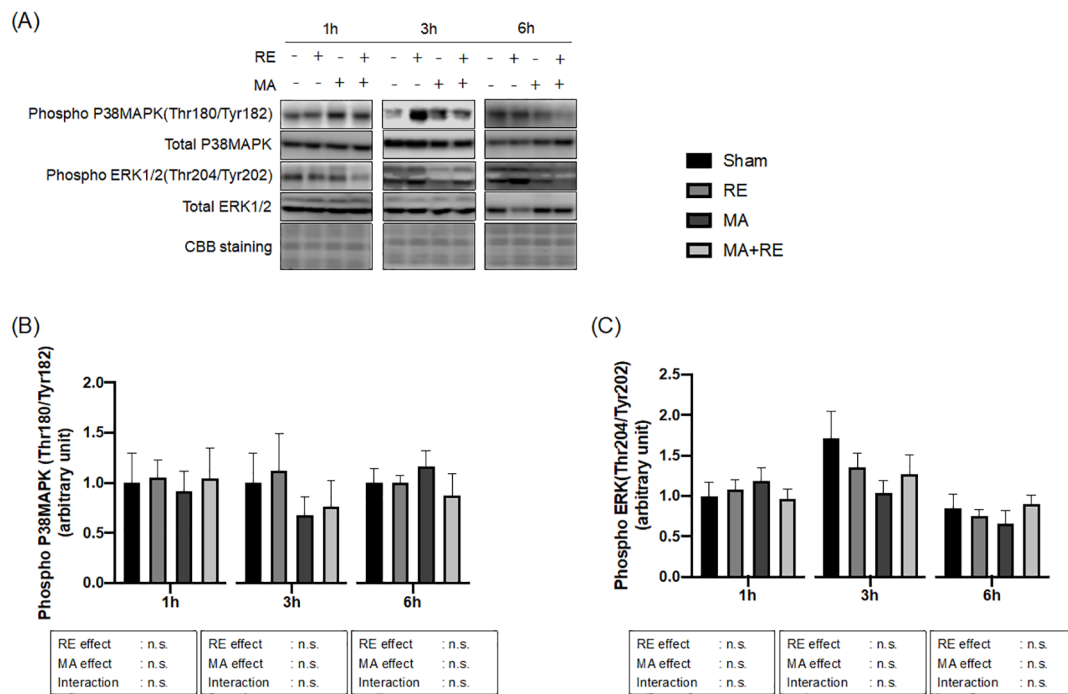 (A)
1h 3h 6h
RE - + - + - + - + - + - +
MA - - + + - - + + - - + +
Phospho P38MAPK(Thr180/Tyr182)
Total P38MAPK
Phospho ERK1/2(Thr204/Tyr202)
Total ERK1/2
CBB staining
Sham
RE
MA
MA+RE
(B)
Phospho P38MAPK (Thr180/Tyr182)
(arbitrary unit)
2.0
1.5
1.0
0.5
0.0
1h 3h 6h
RE effect : n.s. RE effect : n.s. RE effect : n.s.
MA effect : n.s. MA effect : n.s. MA effect : n.s.
Interaction : n.s. Interaction : n.s. Interaction : n.s.
(C)
Phospho ERK(Thr204/Tyr202)
(arbitrary unit)
2.5
2.0
1.5
1.0
0.5
0.0
1h 3h 6h
RE effect : n.s. RE effect : n.s. RE effect : n.s.
MA effect : n.s. MA effect : n.s. MA effect : n.s.
Interaction : n.s. Interaction : n.s. Interaction : n.s.